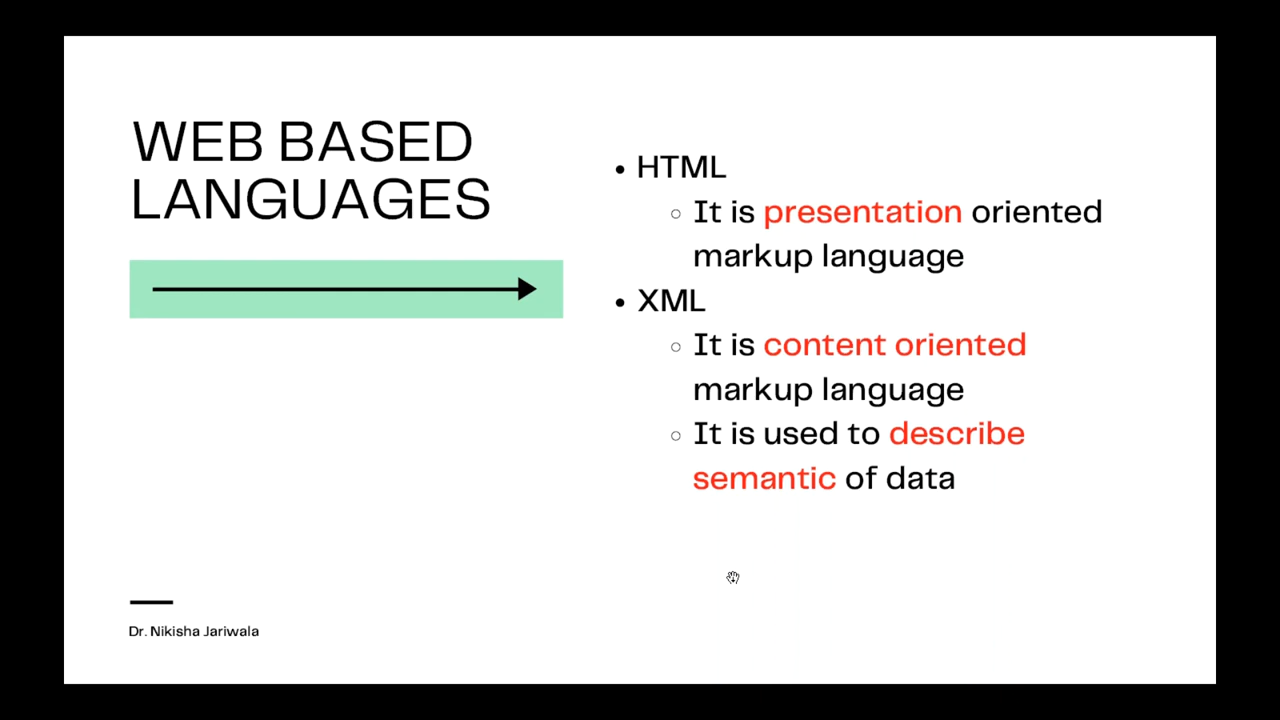 WEB BASED
LANGUAGES
• HTML
○ It is presentation oriented
markup language
• XML
○ It is content oriented
markup language
○ It is used to describe
semantic of data
Dr. Nikisha Jariwala